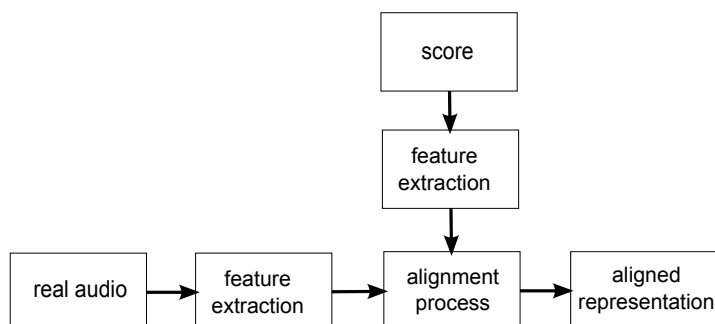 score
feature
extraction
real audio
feature
extraction
alignment
process
aligned
representation